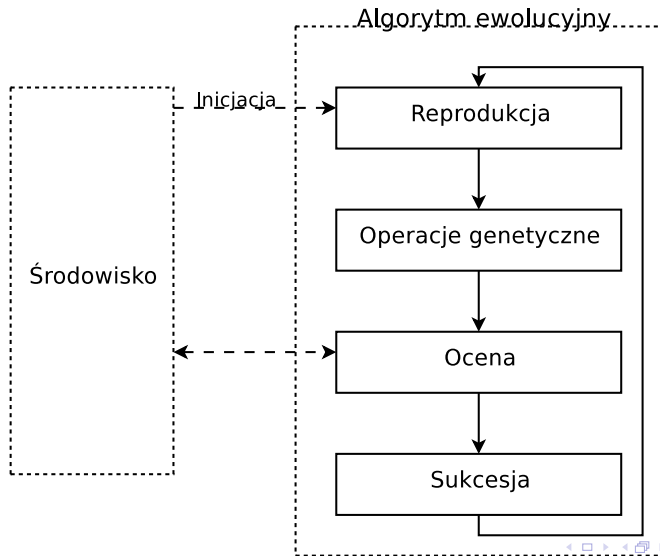 Algorytm ewolucyjny
Inicjacja
Reprodukcja
Operacje genetyczne
Środowisko
Ocena
Sukcesja